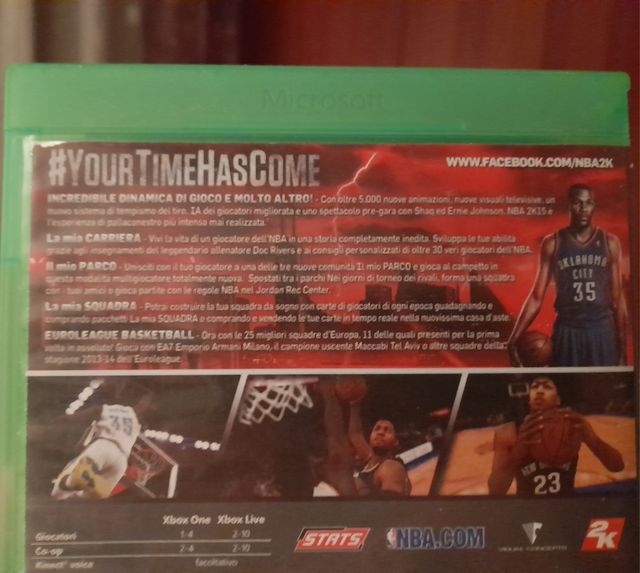 Microsoft
#YOURTIMEHASCOME
WWW.FACEBOOK.COM/NBA2K
INCREDIBILE DINAMICA DI GIOCO E MOLTO ALTRO! - Con oltre 5.000 nuove animazioni, nuove visuali televisive, un
nuovo sistema di tempismo del tiro, IA dei giocatori migliorata e uno spettacolo pre-gara con Shaq ed Ernie Johnson, NBA 2K15 è
l'esperienza di pallacanestro più intensa mai realizzata.
La mia CARRIERA - Vivi la vita di un giocatore dell'NBA in una storia completamente inedita. Sviluppa le tue abilità
grazie agli insegnamenti del leggendario allenatore Doc Rivers e ai consigli personalizzati di oltre 30 veri giocatori dell'NBA.
Il mio PARCO - Unisciti con il tuo giocatore a una delle tre nuove comunità Il mio PARCO e gioca al campetto in
questa modalità multigiocatore totalmente nuova. Spostati tra i parchi Nei giorni di torneo dei rivali, forma una squadra
con i tuoi amici o gioca partite con le regole NBA nel Jordan Rec Center.
La mia SQUADRA - Potrai costruire la tua squadra da sogno con carte di giocatori di ogni epoca guadagnando e
comprando pacchetti La mia SQUADRA o comprando e vendendo le tue carte in tempo reale nella nuovissima casa d'aste.
EUROLEAGUE BASKETBALL - Ora con le 25 migliori squadre d'Europa, 11 delle quali presenti per la prima
volta in assoluto! Gioca con EA7 Emporio Armani Milano, il campione uscente Maccabi Tel Aviv o altre squadre della
stagione 2013-14 dell'Euroleague.
OKLAHOMA
CITY
35
35
NEW ORLEANS
23
Xbox One Xbox Live
Giocatori 1-4 2-10
Co-op 2-4 2-10
Kinect® voice facoltativo
STATS
NBA.COM
VISUAL CONCEPTS
2K